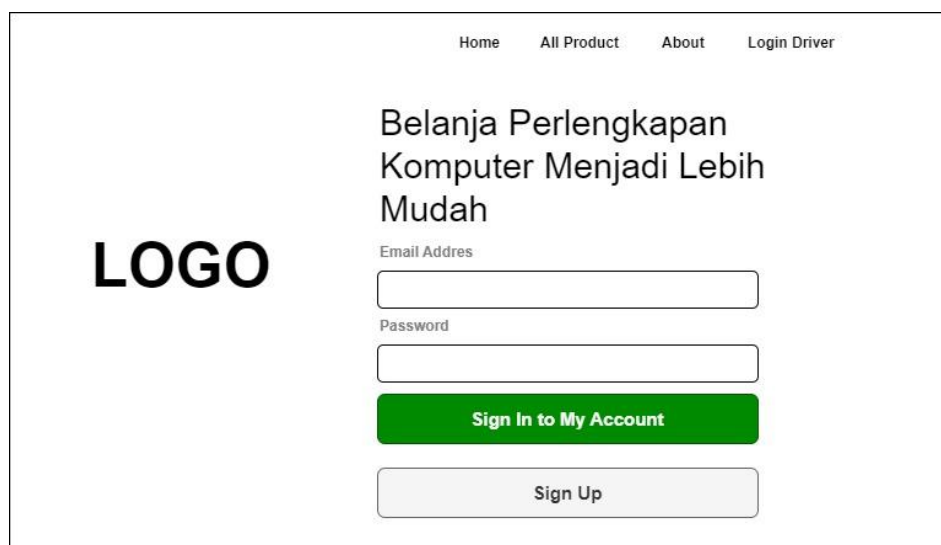 Home All Product About Login Driver
Belanja Perlengkapan
Komputer Menjadi Lebih
Mudah
LOGO
Email Addres
Password
Sign In to My Account
Sign Up